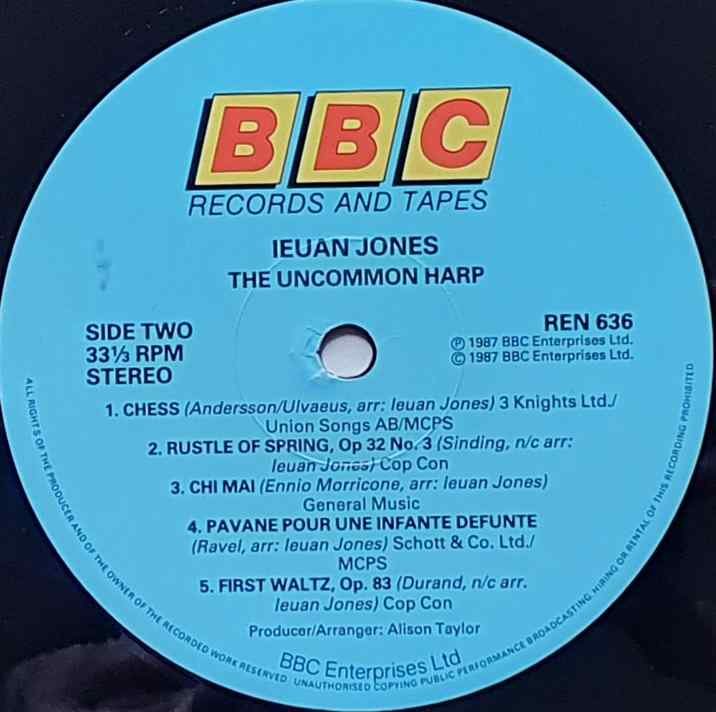 BBC
RECORDS AND TAPES
IEUAN JONES
THE UNCOMMON HARP
SIDE TWO
33⅓ RPM
STEREO
REN 636
℗ 1987 BBC Enterprises Ltd.
© 1987 BBC Enterprises Ltd.
1. CHESS (Andersson/Ulvaeus, arr: Ieuan Jones) 3 Knights Ltd./
Union Songs AB/MCPS
2. RUSTLE OF SPRING, Op 32 No. 3 (Sinding, n/c arr:
Ieuan Jones) Cop Con
3. CHI MAI (Ennio Morricone, arr: Ieuan Jones)
General Music
4. PAVANE POUR UNE INFANTE DEFUNTE
(Ravel, arr: Ieuan Jones) Schott & Co. Ltd./
MCPS
5. FIRST WALTZ, Op. 83 (Durand, n/c arr.
Ieuan Jones) Cop Con
Producer/Arranger: Alison Taylor
BBC Enterprises Ltd
ALL RIGHTS OF THE PRODUCER AND OF THE OWNER OF THE RECORDED WORK RESERVED. UNAUTHORISED COPYING PUBLIC PERFORMANCE BROADCASTING, HIRING OR RENTAL OF THIS RECORDING PROHIBITED